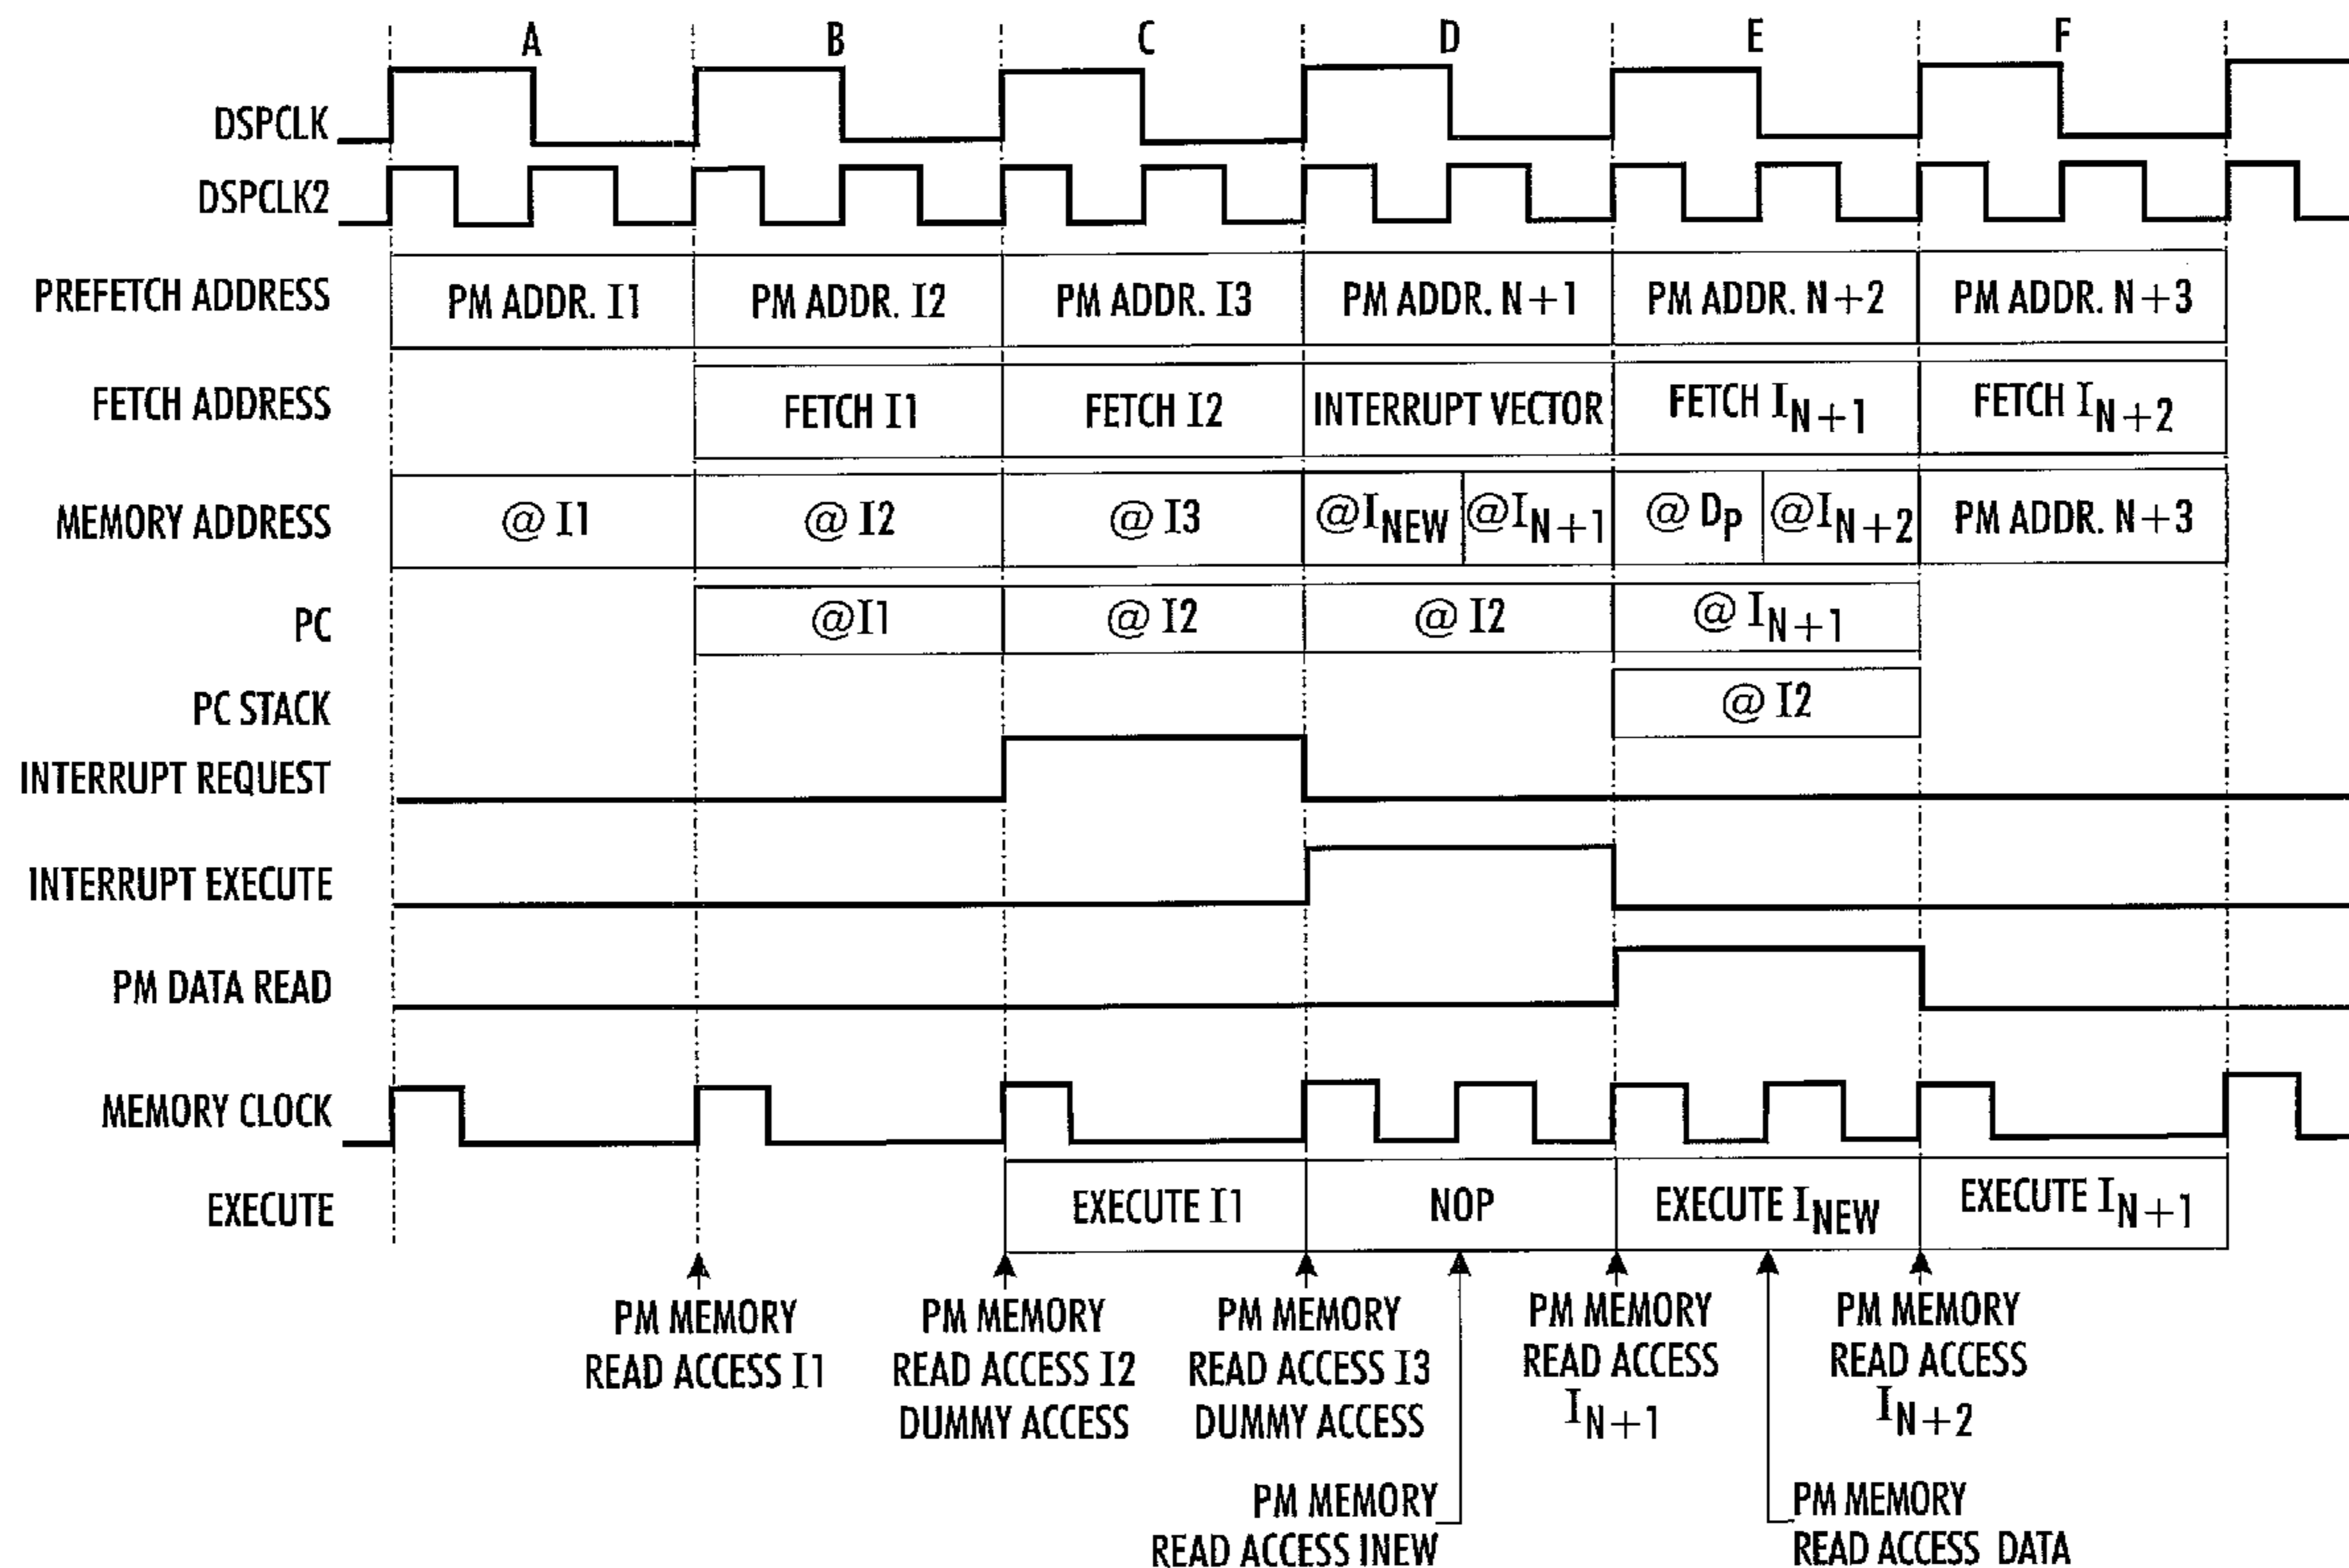 A B C D E F
DSPCLK
DSPCLK2
PREFETCH ADDRESS PM ADDR. I1 PM ADDR. I2 PM ADDR. I3 PM ADDR. N+1 PM ADDR. N+2 PM ADDR. N+3
FETCH ADDRESS FETCH I1 FETCH I2 INTERRUPT VECTOR FETCH IN+1 FETCH IN+2
MEMORY ADDRESS @ I1 @ I2 @ I3 @INEW @IN+1 @ DP @IN+2 PM ADDR. N+3
PC @I1 @ I2 @ I2 @ IN+1
PC STACK @ I2
INTERRUPT REQUEST
INTERRUPT EXECUTE
PM DATA READ
MEMORY CLOCK
EXECUTE EXECUTE I1 NOP EXECUTE INEW EXECUTE IN+1
PM MEMORY
READ ACCESS I1
PM MEMORY
READ ACCESS I2
DUMMY ACCESS
PM MEMORY
READ ACCESS I3
DUMMY ACCESS
PM MEMORY
READ ACCESS INEW
PM MEMORY
READ ACCESS
IN+1
PM MEMORY
READ ACCESS DATA
PM MEMORY
READ ACCESS
IN+2